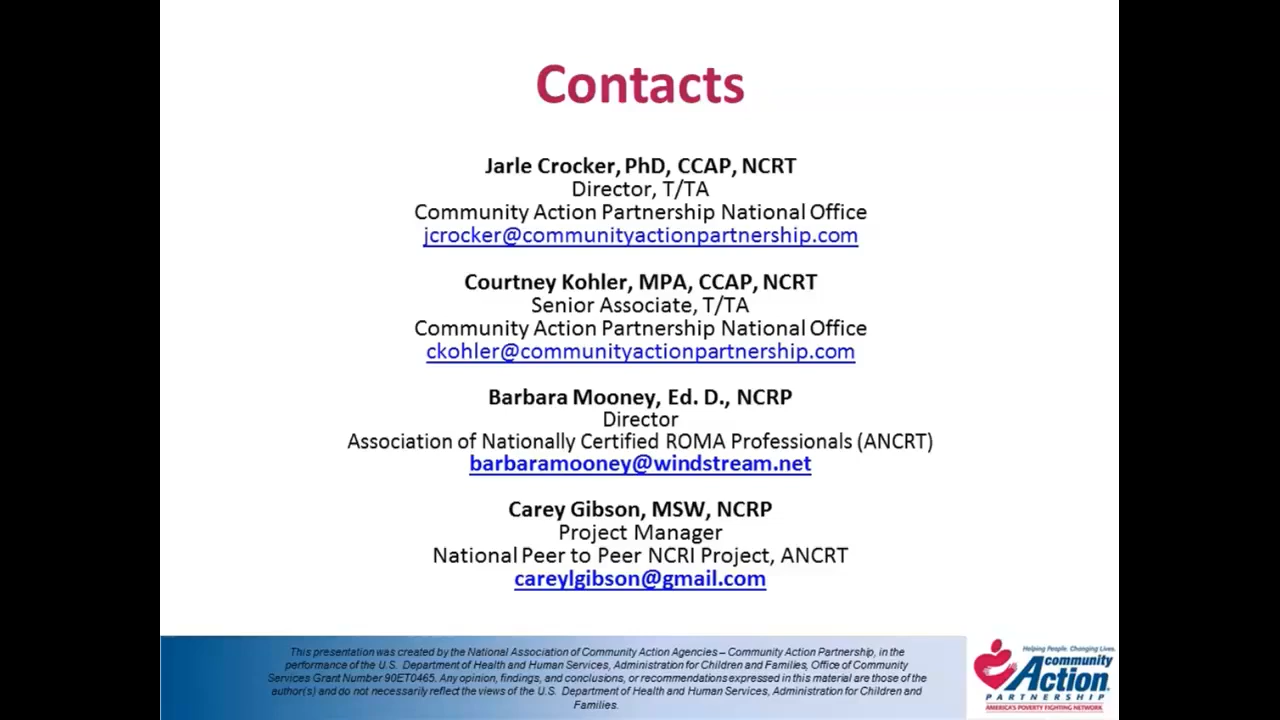 Contacts
Jarle Crocker, PhD, CCAP, NCRT
Director, T/TA
Community Action Partnership National Office
jcrocker@communityactionpartnership.com
Courtney Kohler, MPA, CCAP, NCRT
Senior Associate, T/TA
Community Action Partnership National Office
ckohler@communityactionpartnership.com
Barbara Mooney, Ed. D., NCRP
Director
Association of Nationally Certified ROMA Professionals (ANCRT)
barbaramooney@windstream.net
Carey Gibson, MSW, NCRP
Project Manager
National Peer to Peer NCRI Project, ANCRT
careylgibson@gmail.com
This presentation was created by the National Association of Community Action Agencies – Community Action Partnership, in the
performance of the U.S. Department of Health and Human Services, Administration for Children and Families, Office of Community
Services Grant Number 90ET0465. Any opinion, findings, and conclusions, or recommendations expressed in this material are those of the
author(s) and do not necessarily reflect the views of the U.S. Department of Health and Human Services, Administration for Children and
Families.
Helping People. Changing Lives.
community
Action
PARTNERSHIP
AMERICA'S POVERTY FIGHTING NETWORK